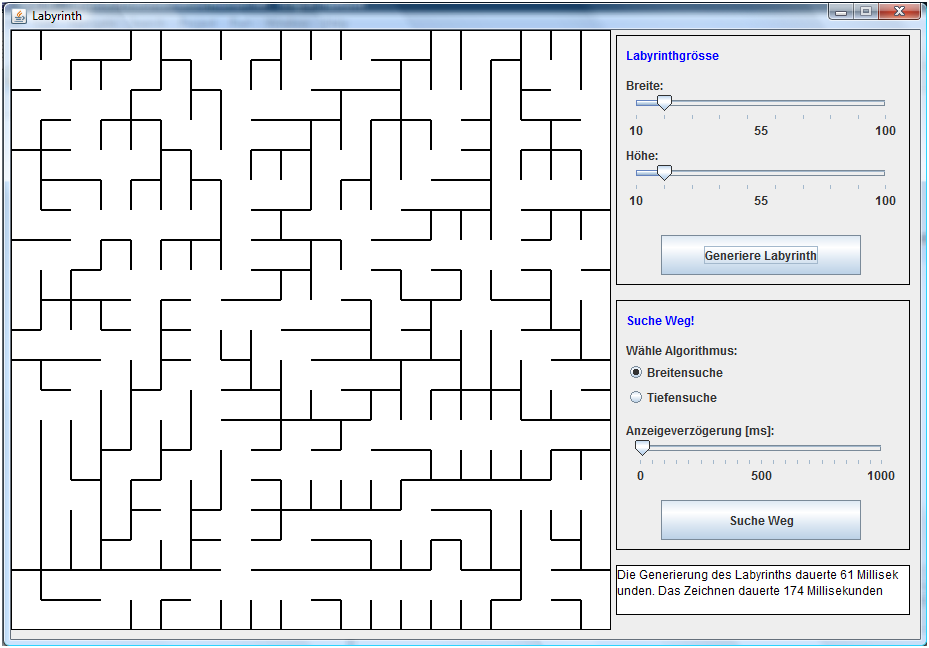 Labyrinth
Labyrinthgrösse
Breite:
10 55 100
Höhe:
10 55 100
Generiere Labyrinth
Suche Weg!
Wähle Algorithmus:
Breitensuche
Tiefensuche
Anzeigeverzögerung [ms]:
0 500 1000
Suche Weg
Die Generierung des Labyrinths dauerte 61 Millisek
unden. Das Zeichnen dauerte 174 Millisekunden